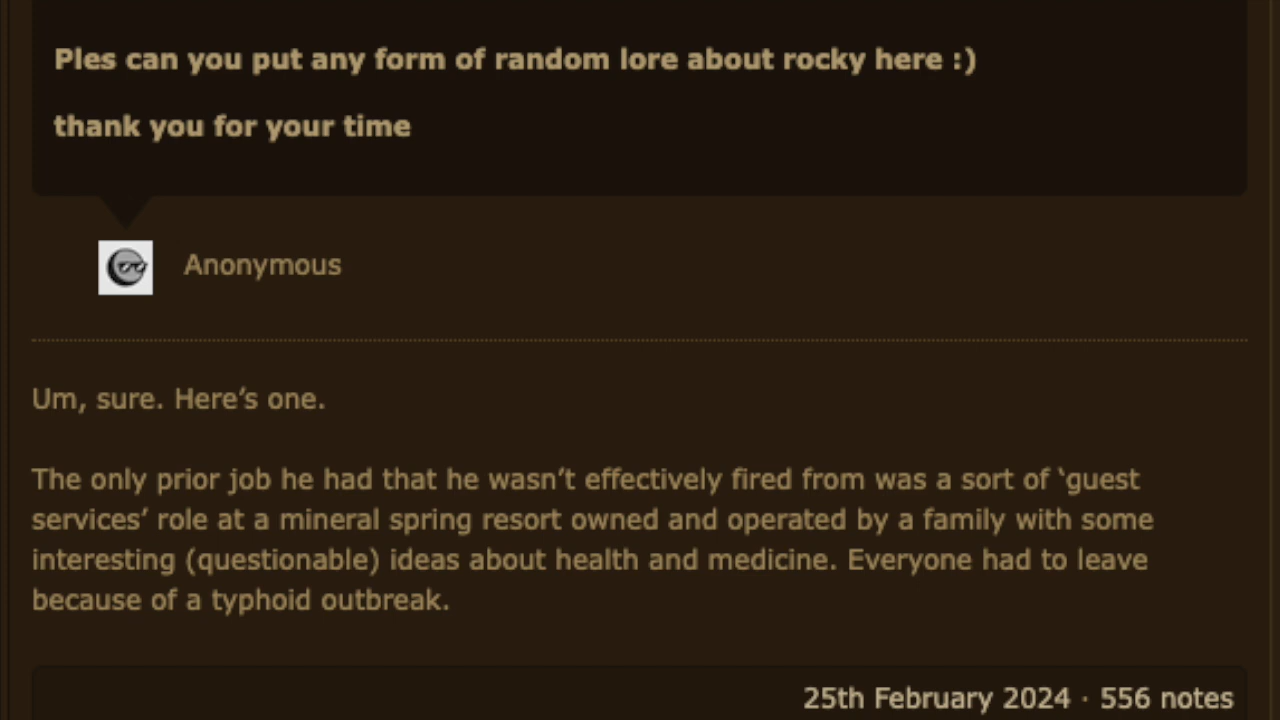 Ples can you put any form of random lore about rocky here :)
thank you for your time
Anonymous
Um, sure. Here’s one.
The only prior job he had that he wasn’t effectively fired from was a sort of ‘guest
services’ role at a mineral spring resort owned and operated by a family with some
interesting (questionable) ideas about health and medicine. Everyone had to leave
because of a typhoid outbreak.
25th February 2024 · 556 notes